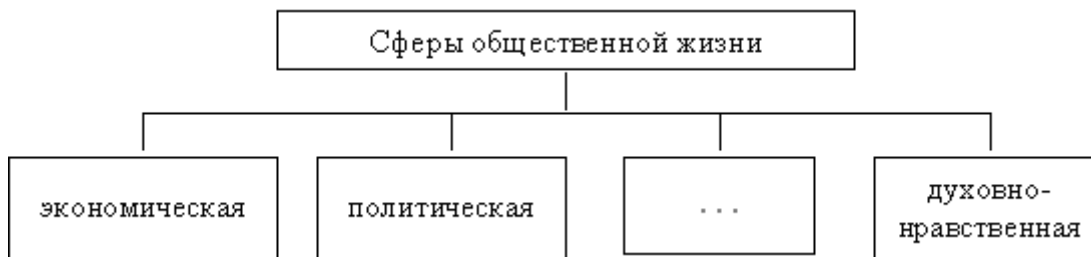 Сферы общественной жизни
экономическая
политическая
...
духовно-
нравственная